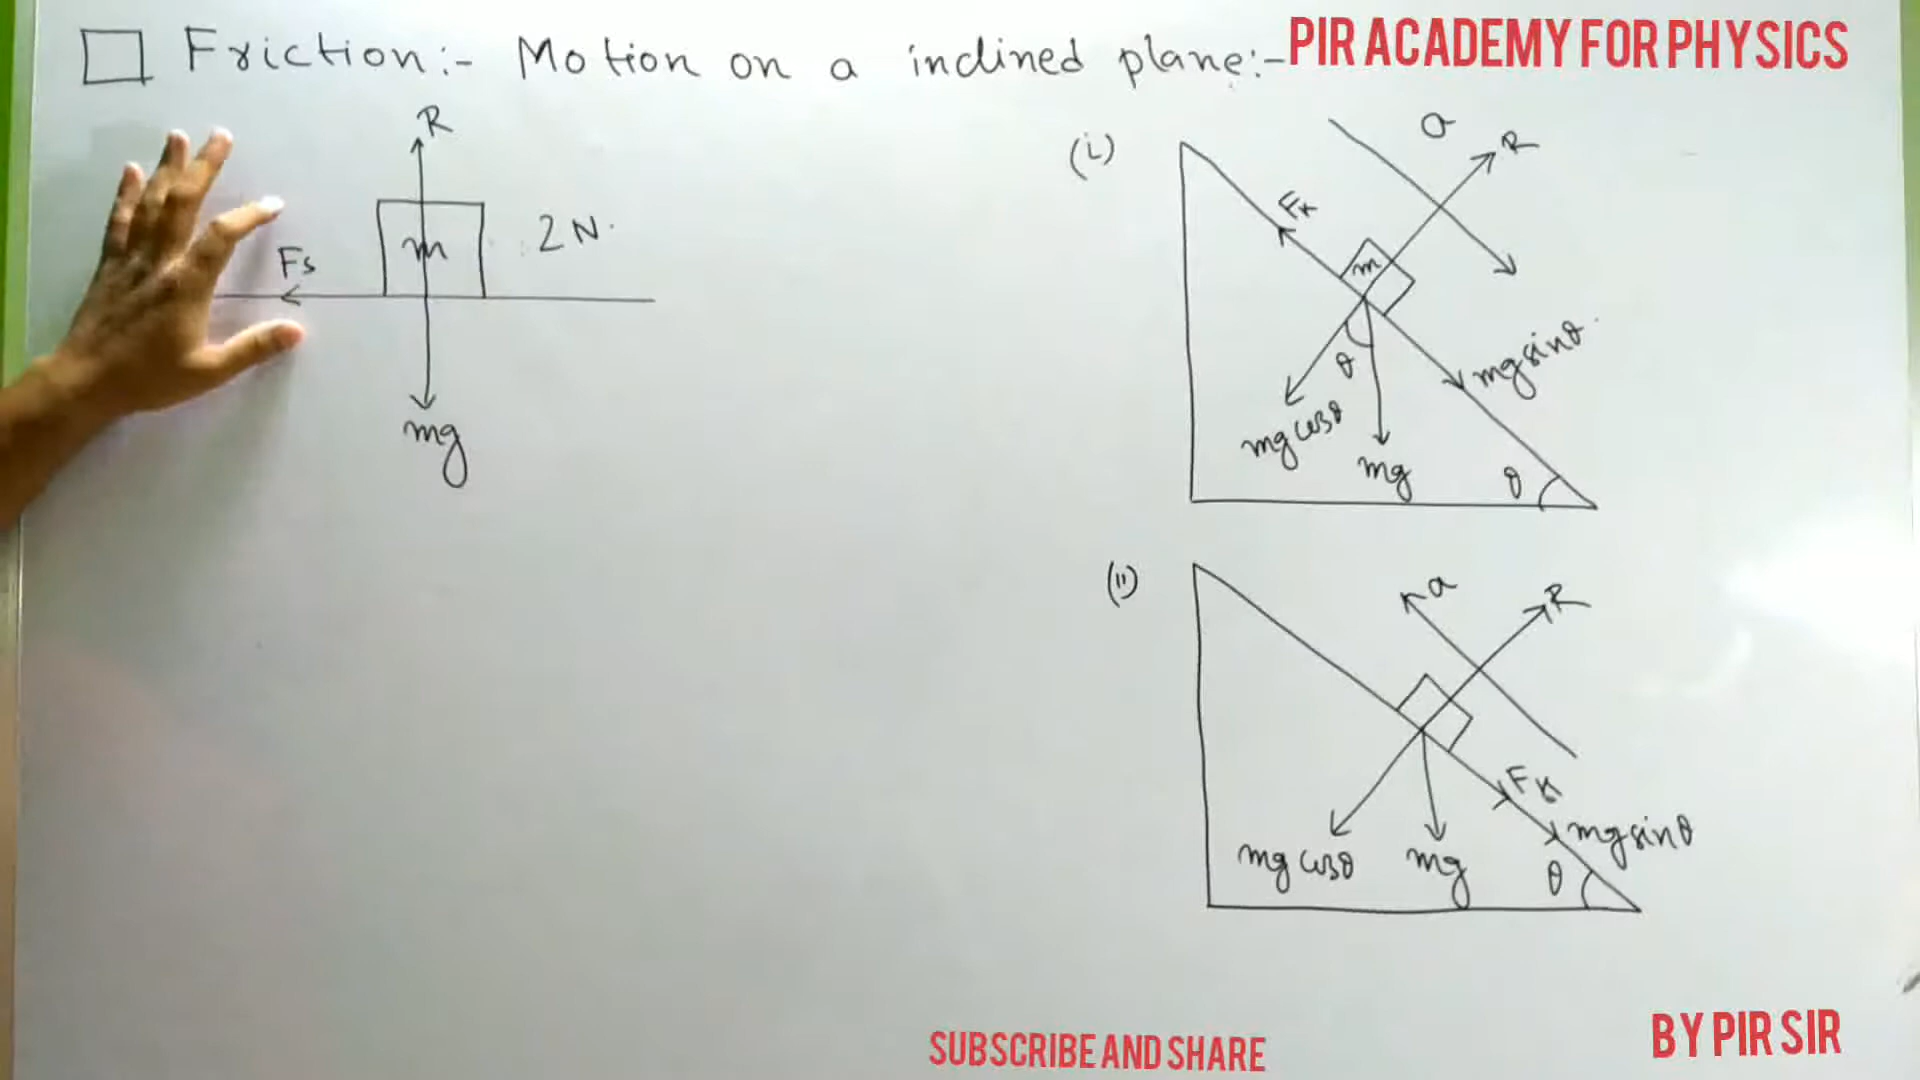 Friction:- Motion on a inclined plane:-
PIR ACADEMY FOR PHYSICS
R
m
2 N.
Fs
mg
(i)
a
R
Fk
m
mg sinθ
θ
mg cosθ
mg
θ
(ii)
a
R
Fk
mg sinθ
mg cosθ
mg
θ
SUBSCRIBE AND SHARE
BY PIR SIR